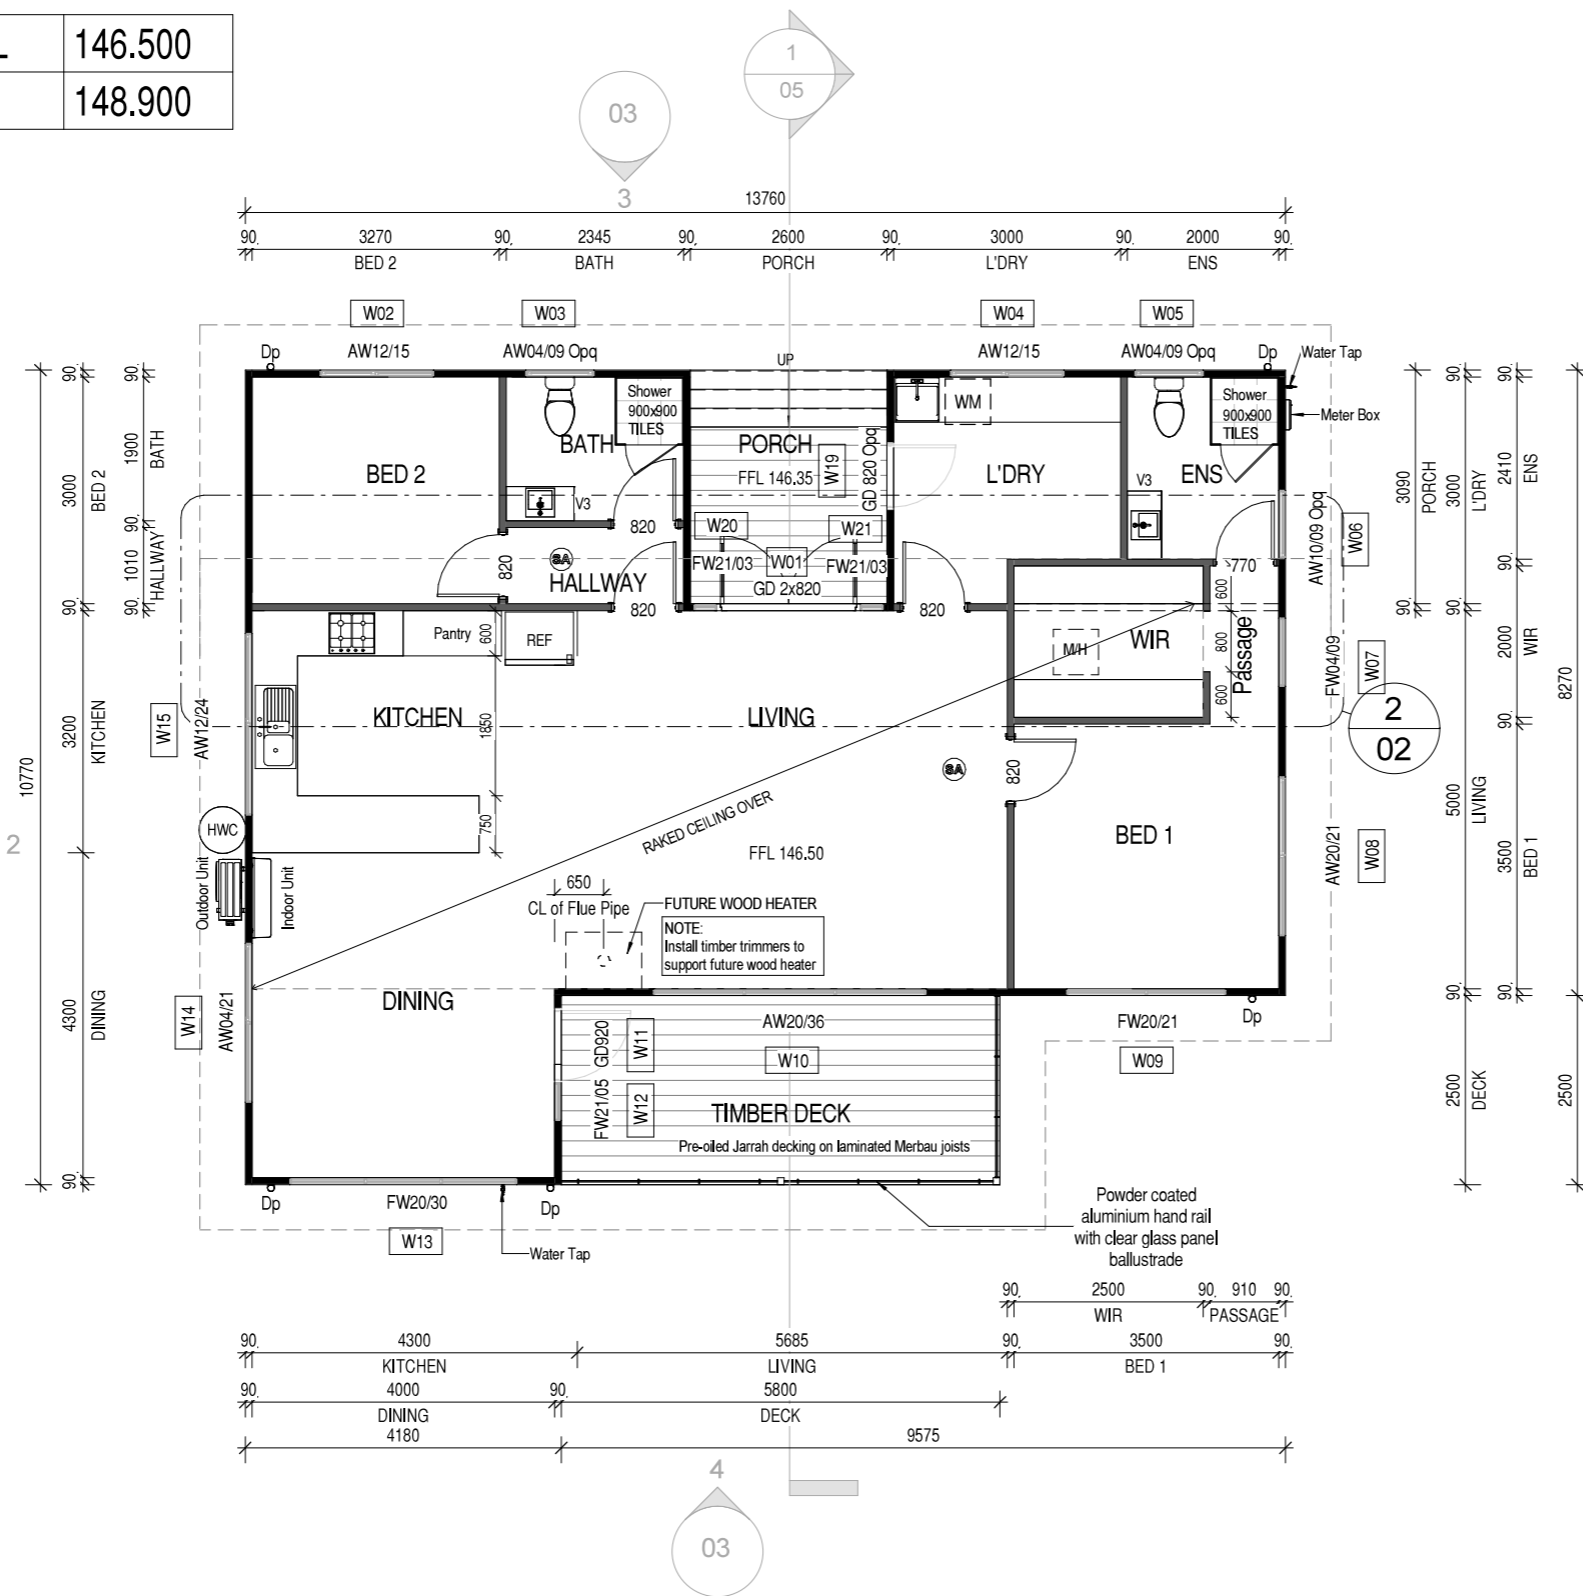 L 146.500
148.900
1
05
03
3
13760
90. 3270 90. 2345 90. 2600 90. 3000 90. 2000 90.
BED 2 BATH PORCH L'DRY ENS
W02 W03 W04 W05
Dp AW12/15 AW04/09 Opq UP AW12/15 AW04/09 Opq Dp Water Tap
Meter Box
Shower
900x900
TILES
WM
Shower
900x900
TILES
BED 2
BATH
PORCH
FFL 146.35
W19
GD 820 Opq
L'DRY
ENS
V3
V3
820
820
HALLWAY
SA
820
W20 W01 W21
FW21/03 FW21/03
GD 2x820
820
770
AW10/09 Opq
W06
Pantry
600
REF
KITCHEN
1850
750
LIVING
WIR
M/H
600
800
600
Passage
FW04/09
W07
2
02
W15
AW12/24
HWC
Outdoor Unit
Indoor Unit
SA
820
BED 1
RAKED CEILING OVER
FFL 146.50
AW20/21
W08
650
CL of Flue Pipe
FUTURE WOOD HEATER
NOTE:
Install timber trimmers to
support future wood heater
W14
AW04/21
DINING
GD920
W11
FW21/05
W12
AW20/36
W10
TIMBER DECK
Pre-oiled Jarrah decking on laminated Merbau joists
FW20/21
W09
Dp
Dp
FW20/30
W13
Dp
Water Tap
Powder coated
aluminium hand rail
with clear glass panel
ballustrade
2
10770
90. 3000 90. 3200 4300 90.
BED 2 KITCHEN DINING
90. 1900 90. 1010 90.
BATH HALLWAY
3090 90.
PORCH
90. 3000 90. 5000 90. 2500
L'DRY LIVING DECK
90. 2410 90. 2000 90. 3500 90.
ENS WIR BED 1
8270
2500
90. 2500 90. 910 90.
WIR PASSAGE
90. 4300 5685 90. 3500 90.
KITCHEN LIVING BED 1
90. 4000 90. 5800
DINING DECK
4180 9575
4
03